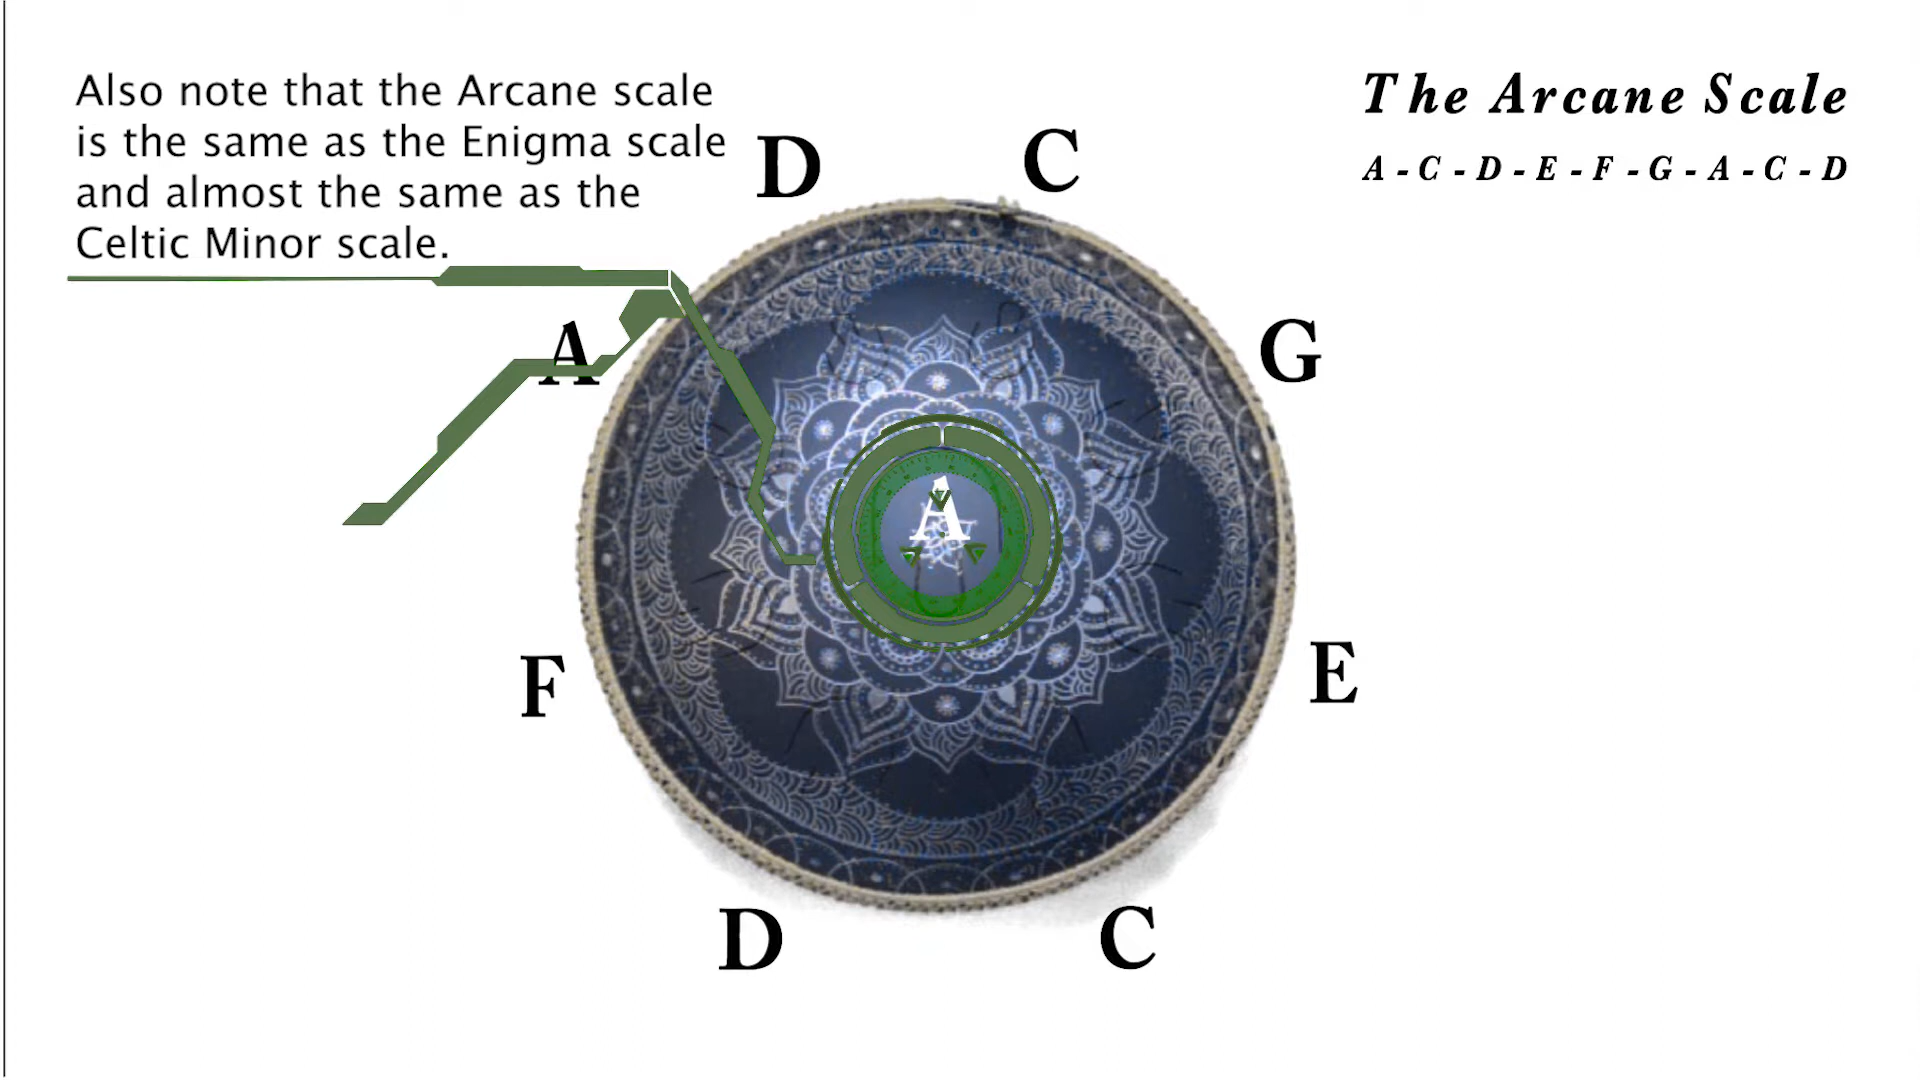 Also note that the Arcane scale
is the same as the Enigma scale
and almost the same as the
Celtic Minor scale.
The Arcane Scale
A - C - D - E - F - G - A - C - D
D
C
A
G
A
F
E
D
C